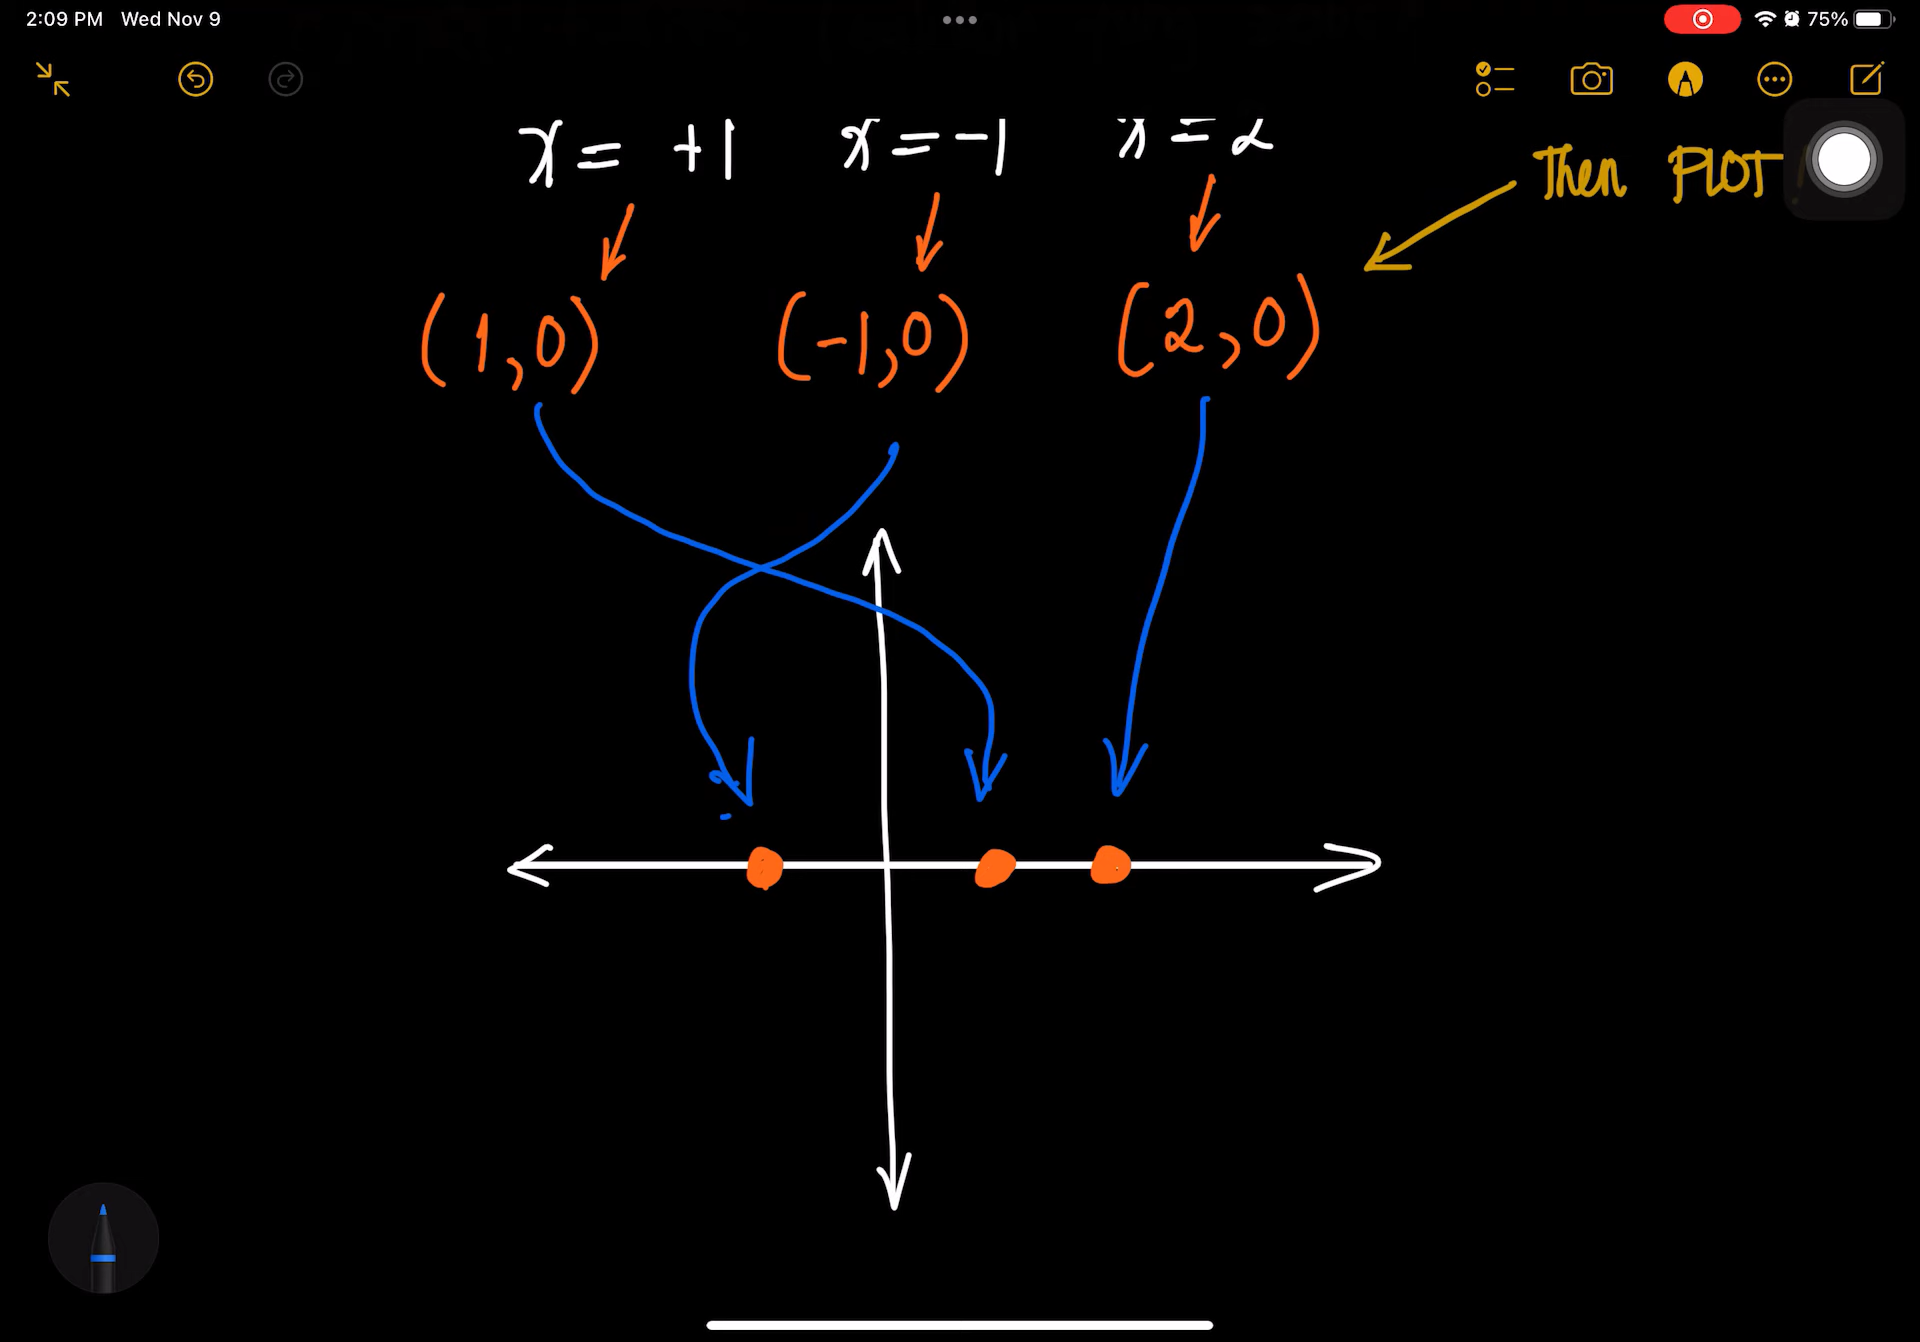 2:09 PM Wed Nov 9
75%
x = +1 x = -1 x = 2
Then PLOT
(1,0) (-1,0) (2,0)